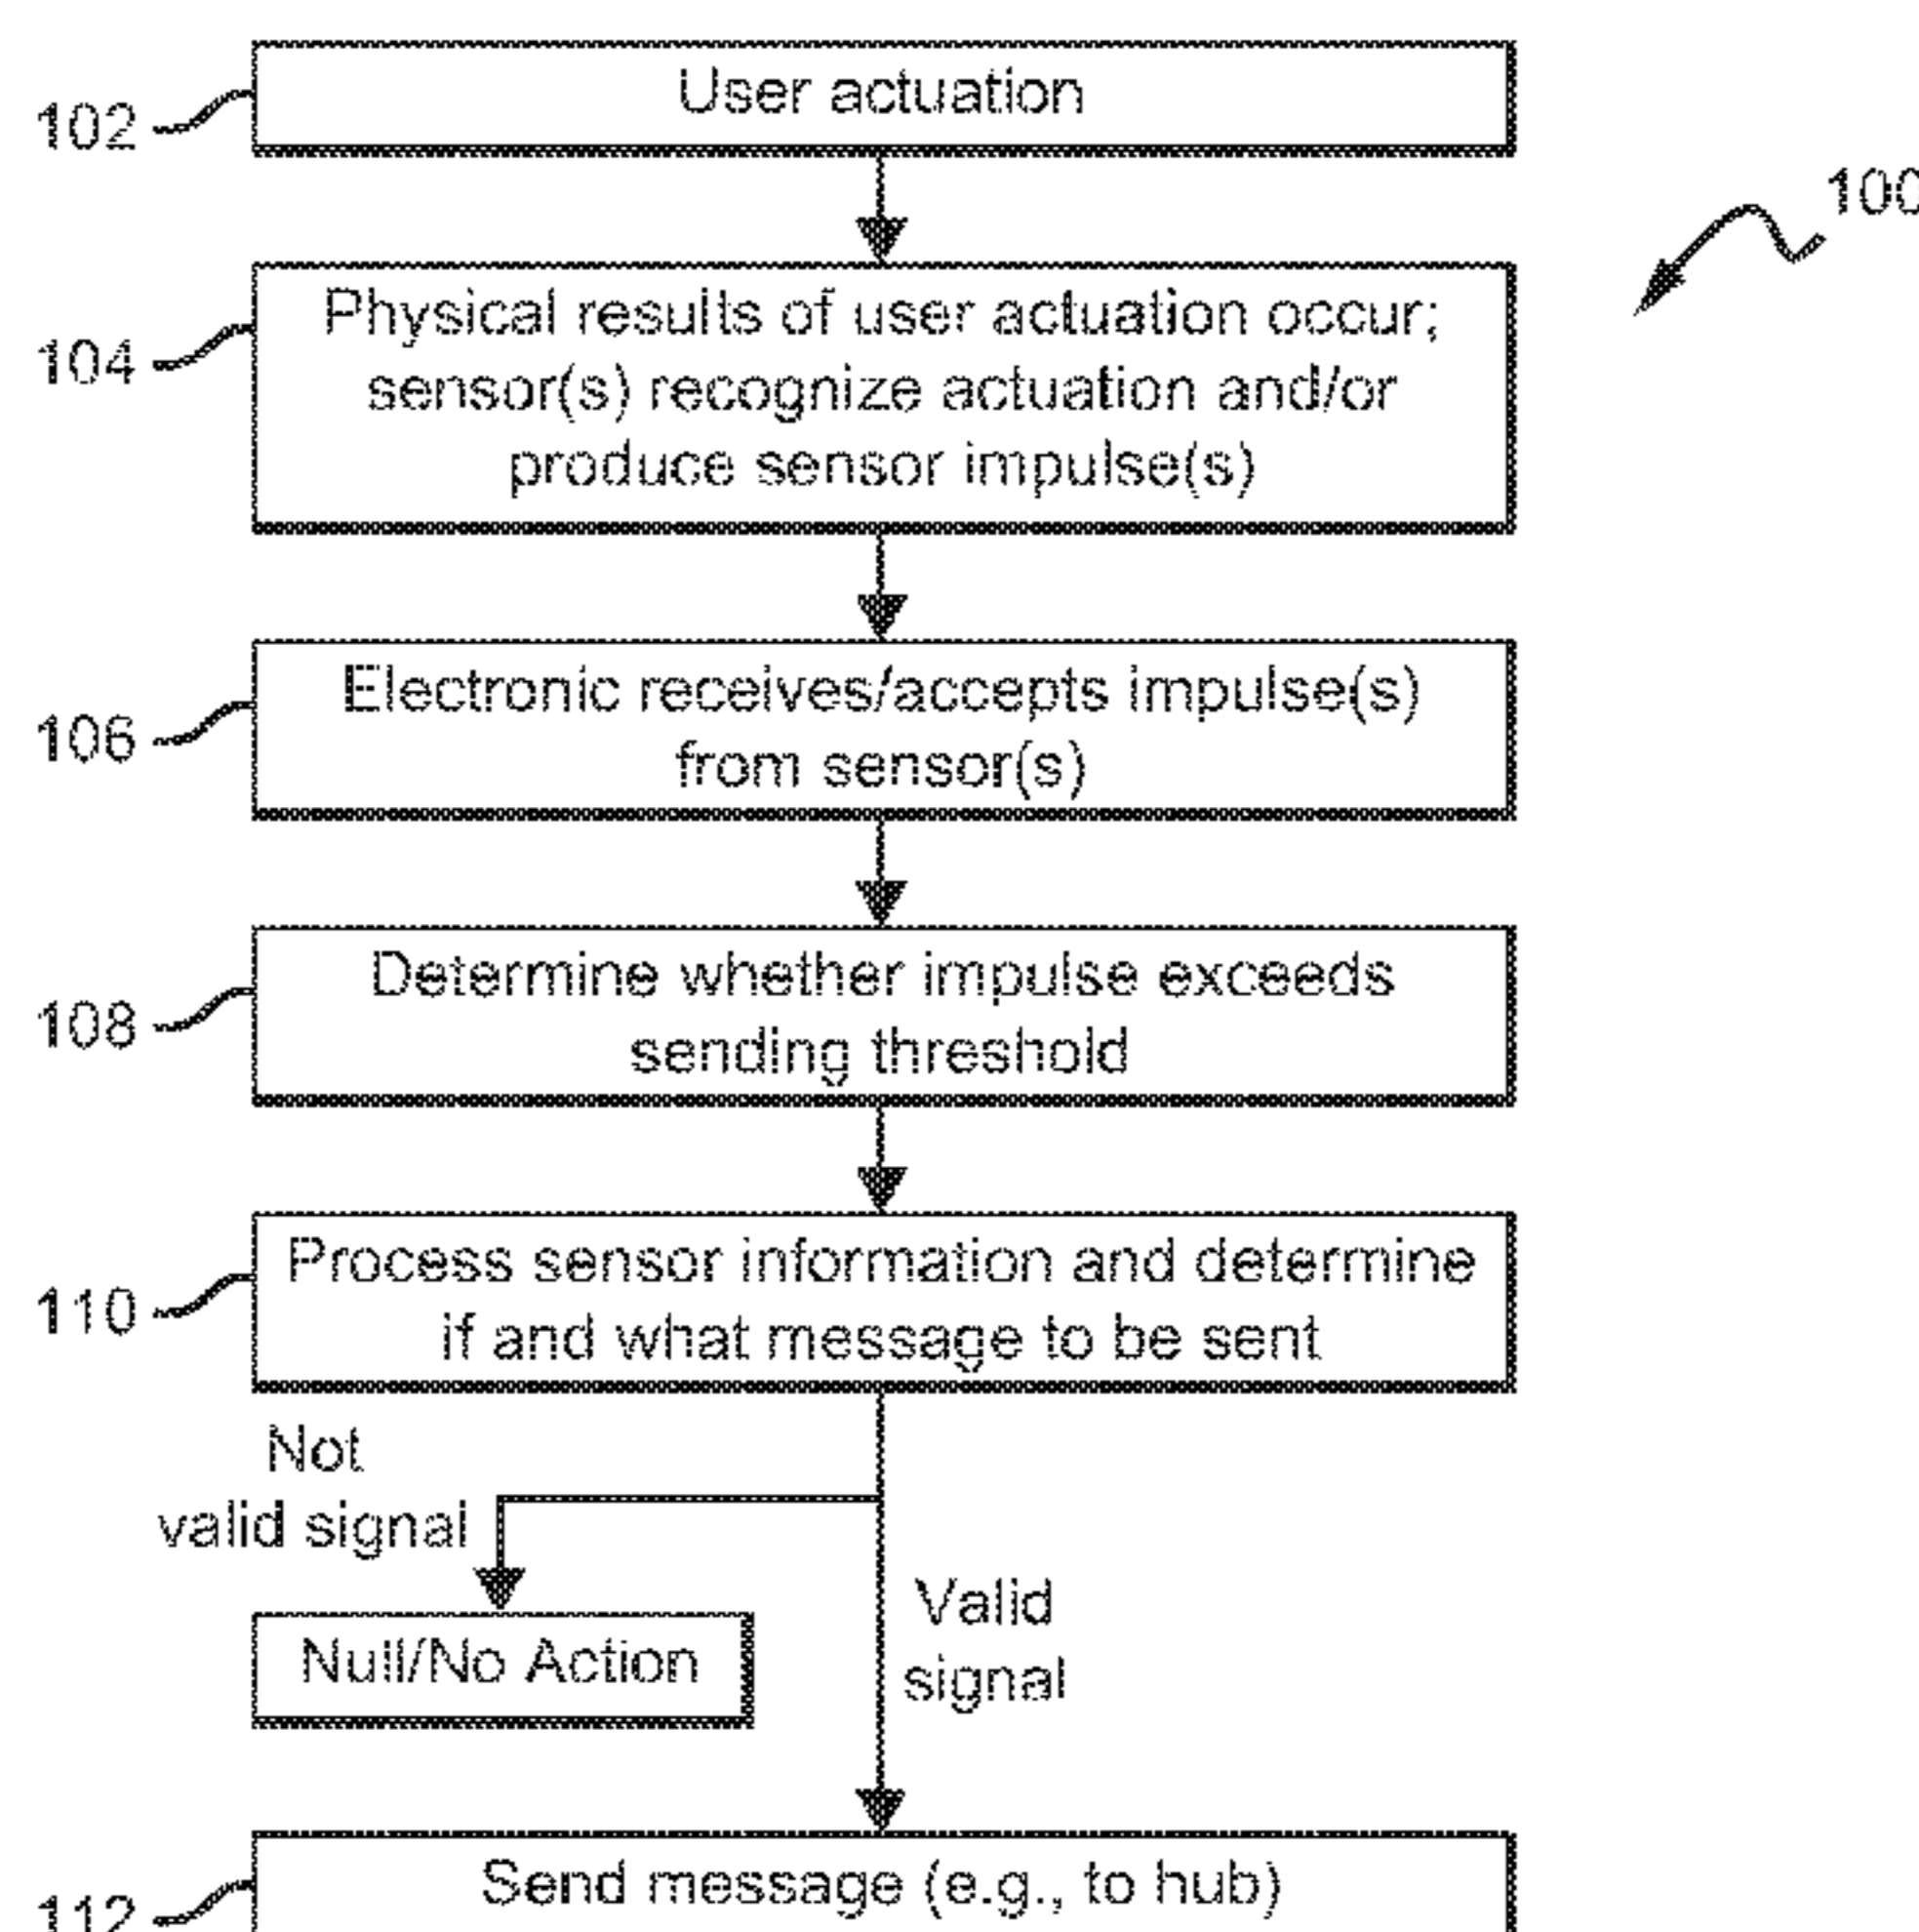 User actuation
102
100
Physical results of user actuation occur;
104
sensor(s) recognize actuation and/or
produce sensor impulse(s)
Electronic receives/accepts impulse(s)
106
from sensor(s)
Determine whether impulse exceeds
108
sending threshold
Process sensor information and determine
110
if and what message to be sent
Not
valid signal
Valid
signal
Null/No Action
Send message (e.g., to hub)
112